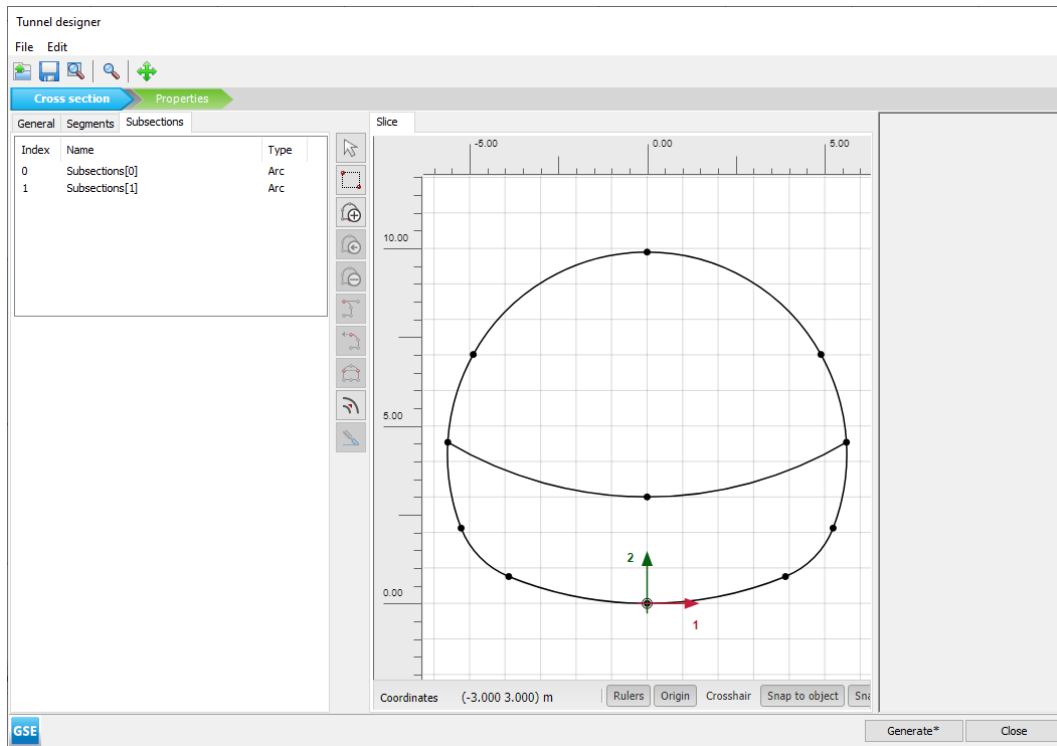 Tunnel designer
File Edit
Cross section Properties
General Segments Subsections
Index Name Type
0 Subsections[0] Arc
1 Subsections[1] Arc
Slice
-5.00 0.00 5.00
10.00
5.00
0.00
2
1
Coordinates (-3.000 3.000) m Rulers Origin Crosshair Snap to object Sna
GSE Generate* Close